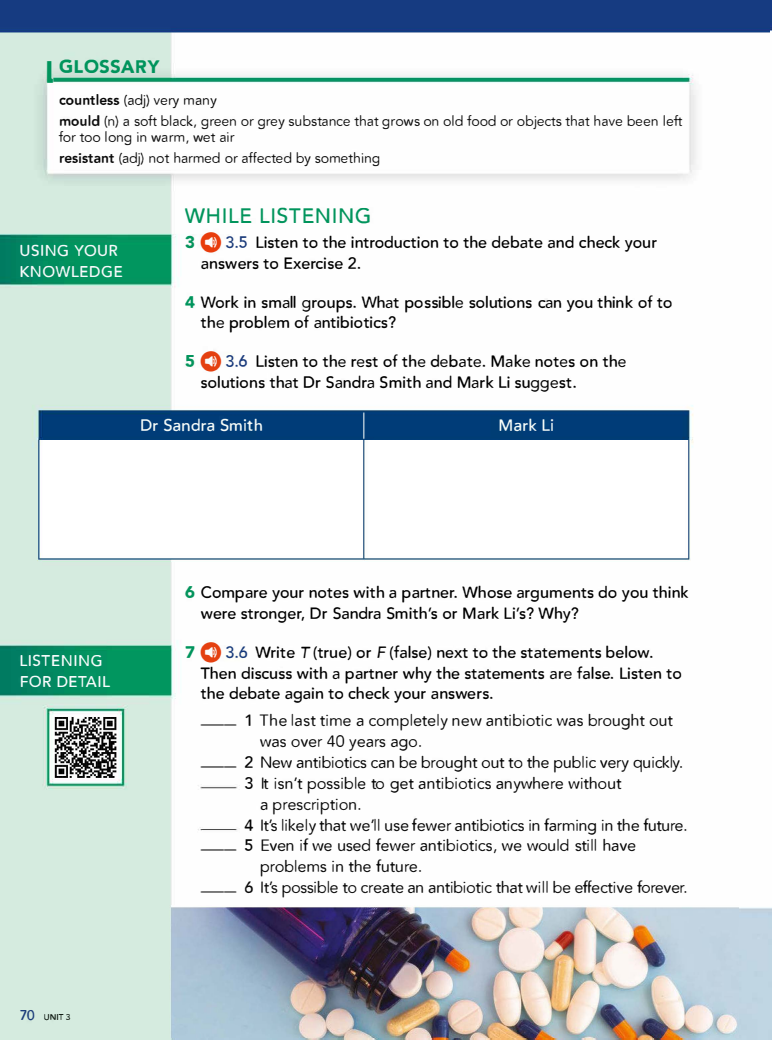 GLOSSARY
countless (adj) very many
mould (n) a soft black, green or grey substance that grows on old food or objects that have been left
for too long in warm, wet air
resistant (adj) not harmed or affected by something
WHILE LISTENING
USING YOUR
KNOWLEDGE
3 3.5 Listen to the introduction to the debate and check your
answers to Exercise 2.
4 Work in small groups. What possible solutions can you think of to
the problem of antibiotics?
5 3.6 Listen to the rest of the debate. Make notes on the
solutions that Dr Sandra Smith and Mark Li suggest.
Dr Sandra Smith
Mark Li
6 Compare your notes with a partner. Whose arguments do you think
were stronger, Dr Sandra Smith's or Mark Li's? Why?
LISTENING
FOR DETAIL
7 3.6 Write T (true) or F (false) next to the statements below.
Then discuss with a partner why the statements are false. Listen to
the debate again to check your answers.
____ 1 The last time a completely new antibiotic was brought out
was over 40 years ago.
____ 2 New antibiotics can be brought out to the public very quickly.
____ 3 It isn't possible to get antibiotics anywhere without
a prescription.
____ 4 It's likely that we'll use fewer antibiotics in farming in the future.
____ 5 Even if we used fewer antibiotics, we would still have
problems in the future.
____ 6 It's possible to create an antibiotic that will be effective forever.
70 UNIT 3